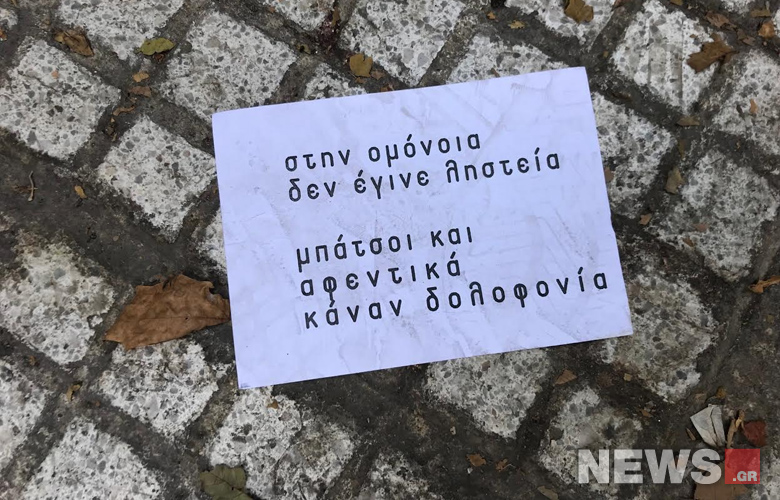 στην ομόνοια
δεν έγινε ληστεία
μπάτσοι και
αφεντικά
κάναν δολοφονία
NEWS.GR